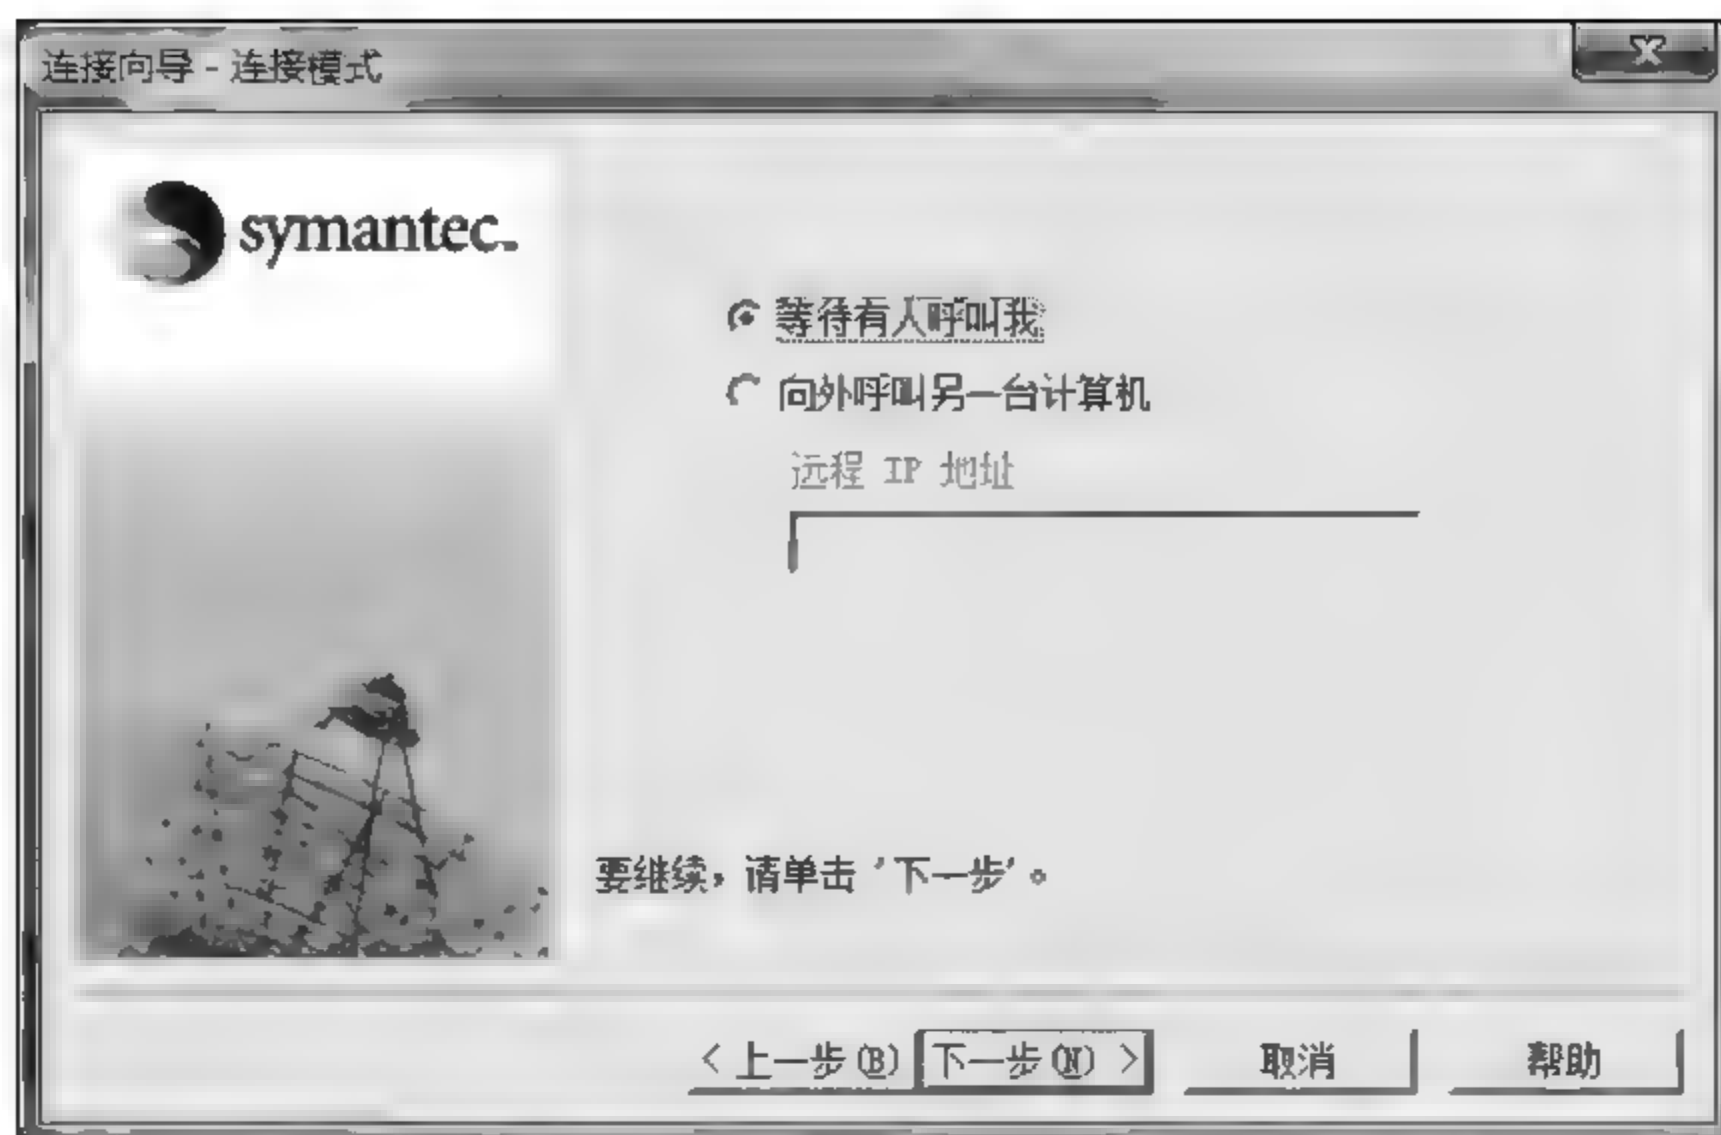 连接向导 - 连接模式
symantec.
等待有人呼叫我
向外呼叫另一台计算机
远程 IP 地址
要继续，请单击 '下一步' 。
< 上一步(B) 下一步(N) > 取消 帮助